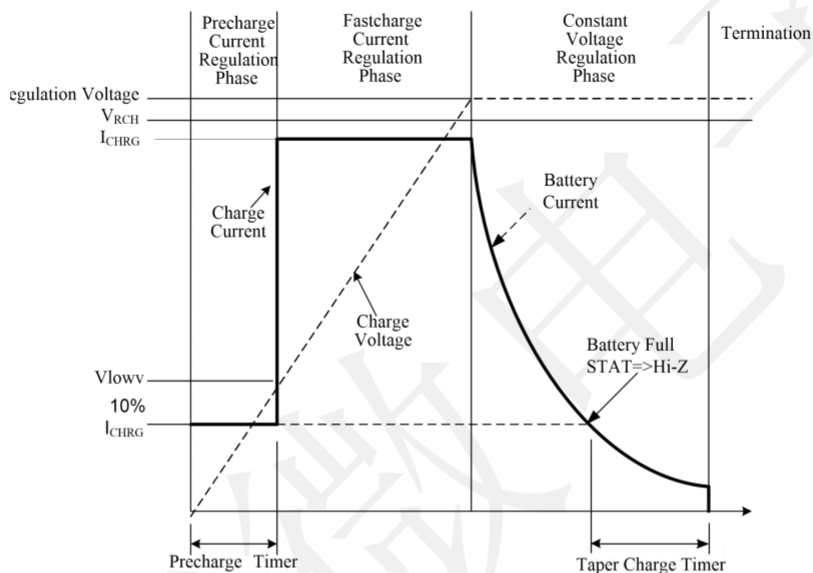 Precharge
Current
Regulation
Phase
Fastcharge
Current
Regulation
Phase
Constant
Voltage
Regulation
Phase
Termination
egulation Voltage
VRCH
ICHRG
Charge
Current
Battery
Current
Charge
Voltage
Battery Full
STAT=>Hi-Z
Vlowv
10%
ICHRG
Precharge Timer
Taper Charge Timer